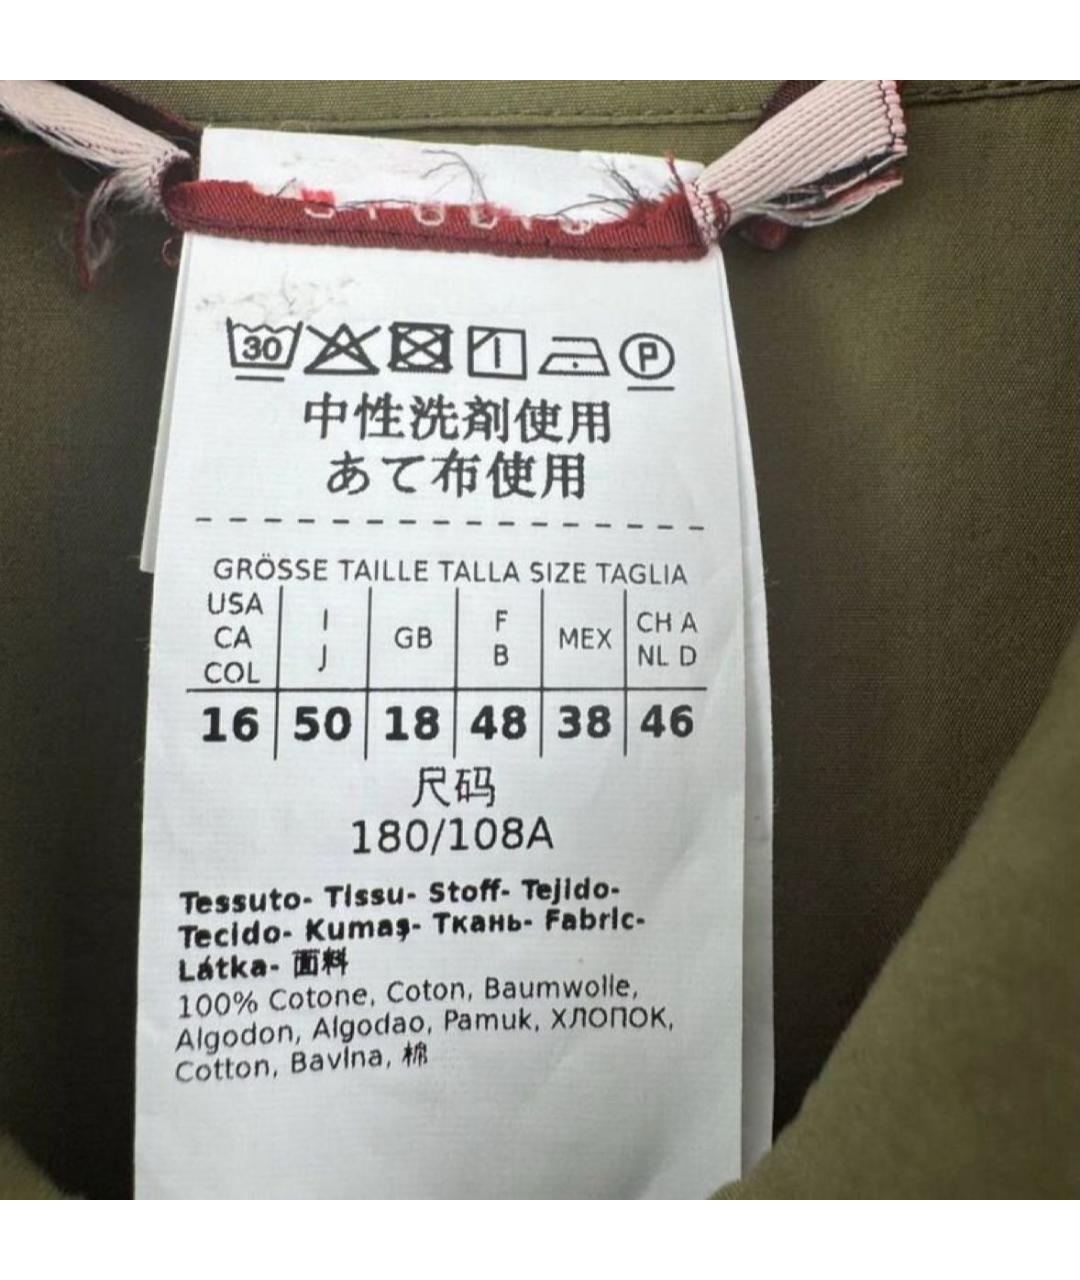 30
P
中性洗剤使用
あて布使用
GRÖSSE TAILLE TALLA SIZE TAGLIA
USA CA COL | I J | GB | F B | MEX | CH A NL D
16 | 50 | 18 | 48 | 38 | 46
尺码
180/108A
Tessuto- Tissu- Stoff- Tejido-
Tecido- Kumaş- Ткань- Fabric-
Látka- 面料
100% Cotone, Coton, Baumwolle,
Algodon, Algodao, Pamuk, ХЛОПОК,
Cotton, Bavlna, 棉